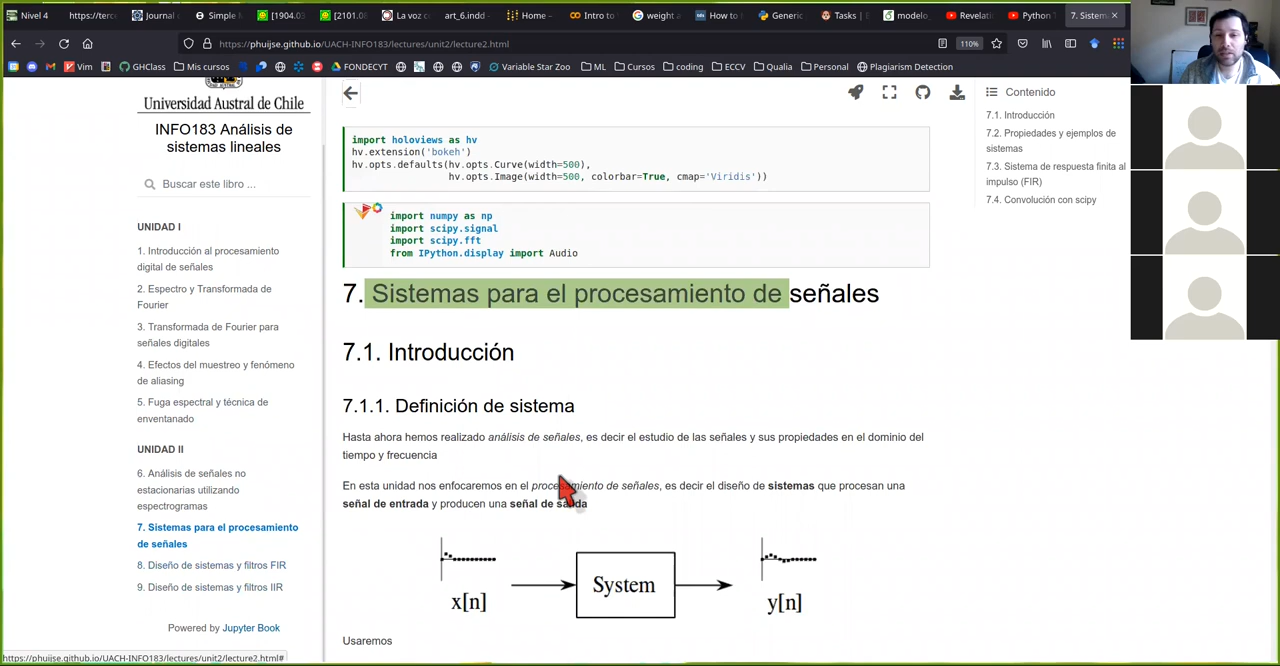 Nivel 4
https://terce
Journal
Simple
[1904.03
[2101.08
La voz c
art_6.indd -
Home –
Intro to
weight a
How to
Generic
Tasks | E
modelo_
Revelati
Python
7. Sistem
https://phuijse.github.io/UACH-INFO183/lectures/unit2/lecture2.html
110%
Vim
GHClass
Mis cursos
FONDECYT
Variable Star Zoo
ML
Cursos
coding
ECCV
Qualia
Personal
Plagiarism Detection
Universidad Austral de Chile
INFO183 Análisis de
sistemas lineales
Buscar este libro ...
UNIDAD I
1. Introducción al procesamiento
digital de señales
2. Espectro y Transformada de
Fourier
3. Transformada de Fourier para
señales digitales
4. Efectos del muestreo y fenómeno
de aliasing
5. Fuga espectral y técnica de
enventanado
UNIDAD II
6. Análisis de señales no
estacionarias utilizando
espectrogramas
7. Sistemas para el procesamiento
de señales
8. Diseño de sistemas y filtros FIR
9. Diseño de sistemas y filtros IIR
Powered by Jupyter Book
https://phuijse.github.io/UACH-INFO183/lectures/unit2/lecture2.html#
import holoviews as hv
hv.extension('bokeh')
hv.opts.defaults(hv.opts.Curve(width=500),
hv.opts.Image(width=500, colorbar=True, cmap='Viridis'))
import numpy as np
import scipy.signal
import scipy.fft
from IPython.display import Audio
7. Sistemas para el procesamiento de señales
7.1. Introducción
7.1.1. Definición de sistema
Hasta ahora hemos realizado análisis de señales, es decir el estudio de las señales y sus propiedades en el dominio del
tiempo y frecuencia
En esta unidad nos enfocaremos en el procesamiento de señales, es decir el diseño de sistemas que procesan una
señal de entrada y producen una señal de salida
x[n]
System
y[n]
Usaremos
Contenido
7.1. Introducción
7.2. Propiedades y ejemplos de
sistemas
7.3. Sistema de respuesta finita al
impulso (FIR)
7.4. Convolución con scipy